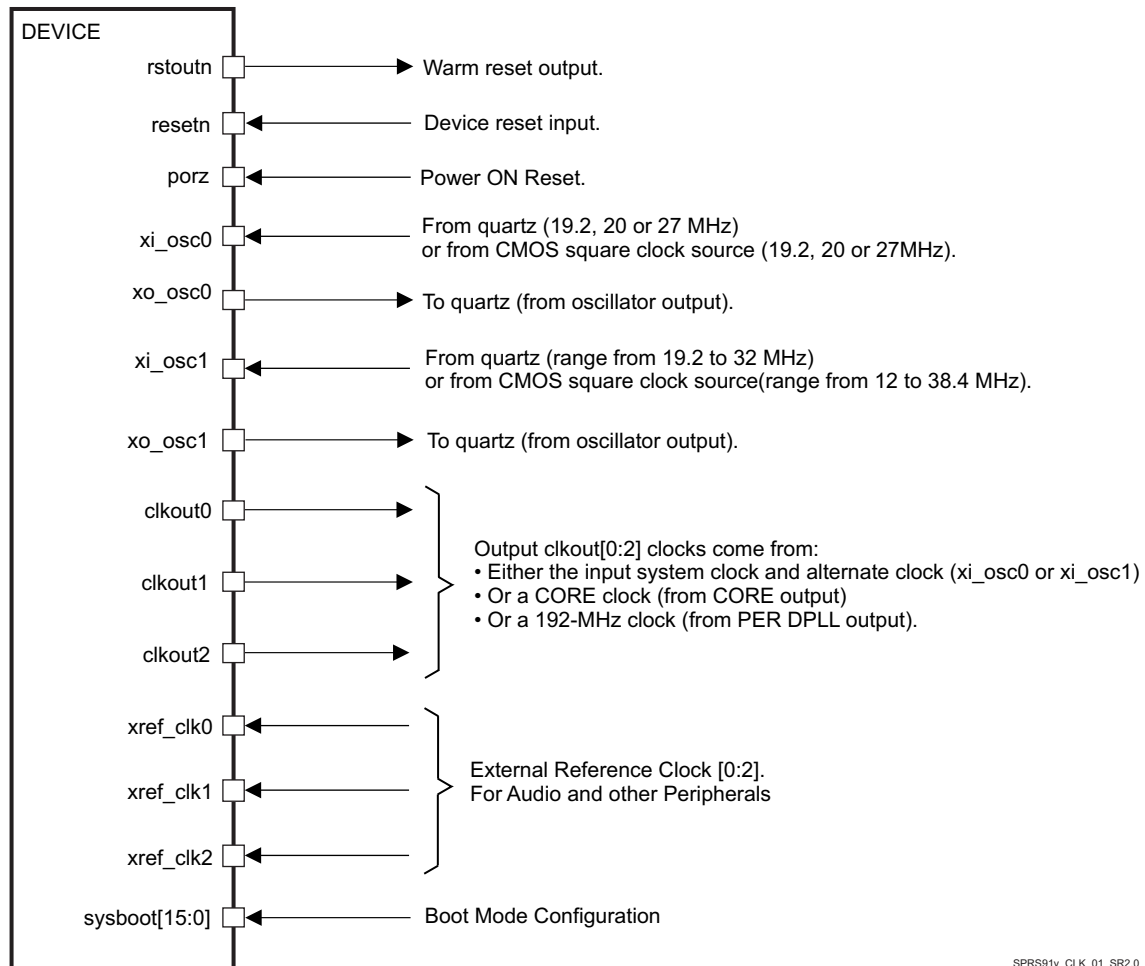 DEVICE
rstoutn
Warm reset output.
resetn
Device reset input.
porz
Power ON Reset.
xi_osc0
From quartz (19.2, 20 or 27 MHz)
or from CMOS square clock source (19.2, 20 or 27MHz).
xo_osc0
To quartz (from oscillator output).
xi_osc1
From quartz (range from 19.2 to 32 MHz)
or from CMOS square clock source(range from 12 to 38.4 MHz).
xo_osc1
To quartz (from oscillator output).
clkout0
clkout1
clkout2
Output clkout[0:2] clocks come from:
• Either the input system clock and alternate clock (xi_osc0 or xi_osc1)
• Or a CORE clock (from CORE output)
• Or a 192-MHz clock (from PER DPLL output).
xref_clk0
xref_clk1
xref_clk2
External Reference Clock [0:2].
For Audio and other Peripherals
sysboot[15:0]
Boot Mode Configuration
SPRS91v_CLK_01_SR2.0